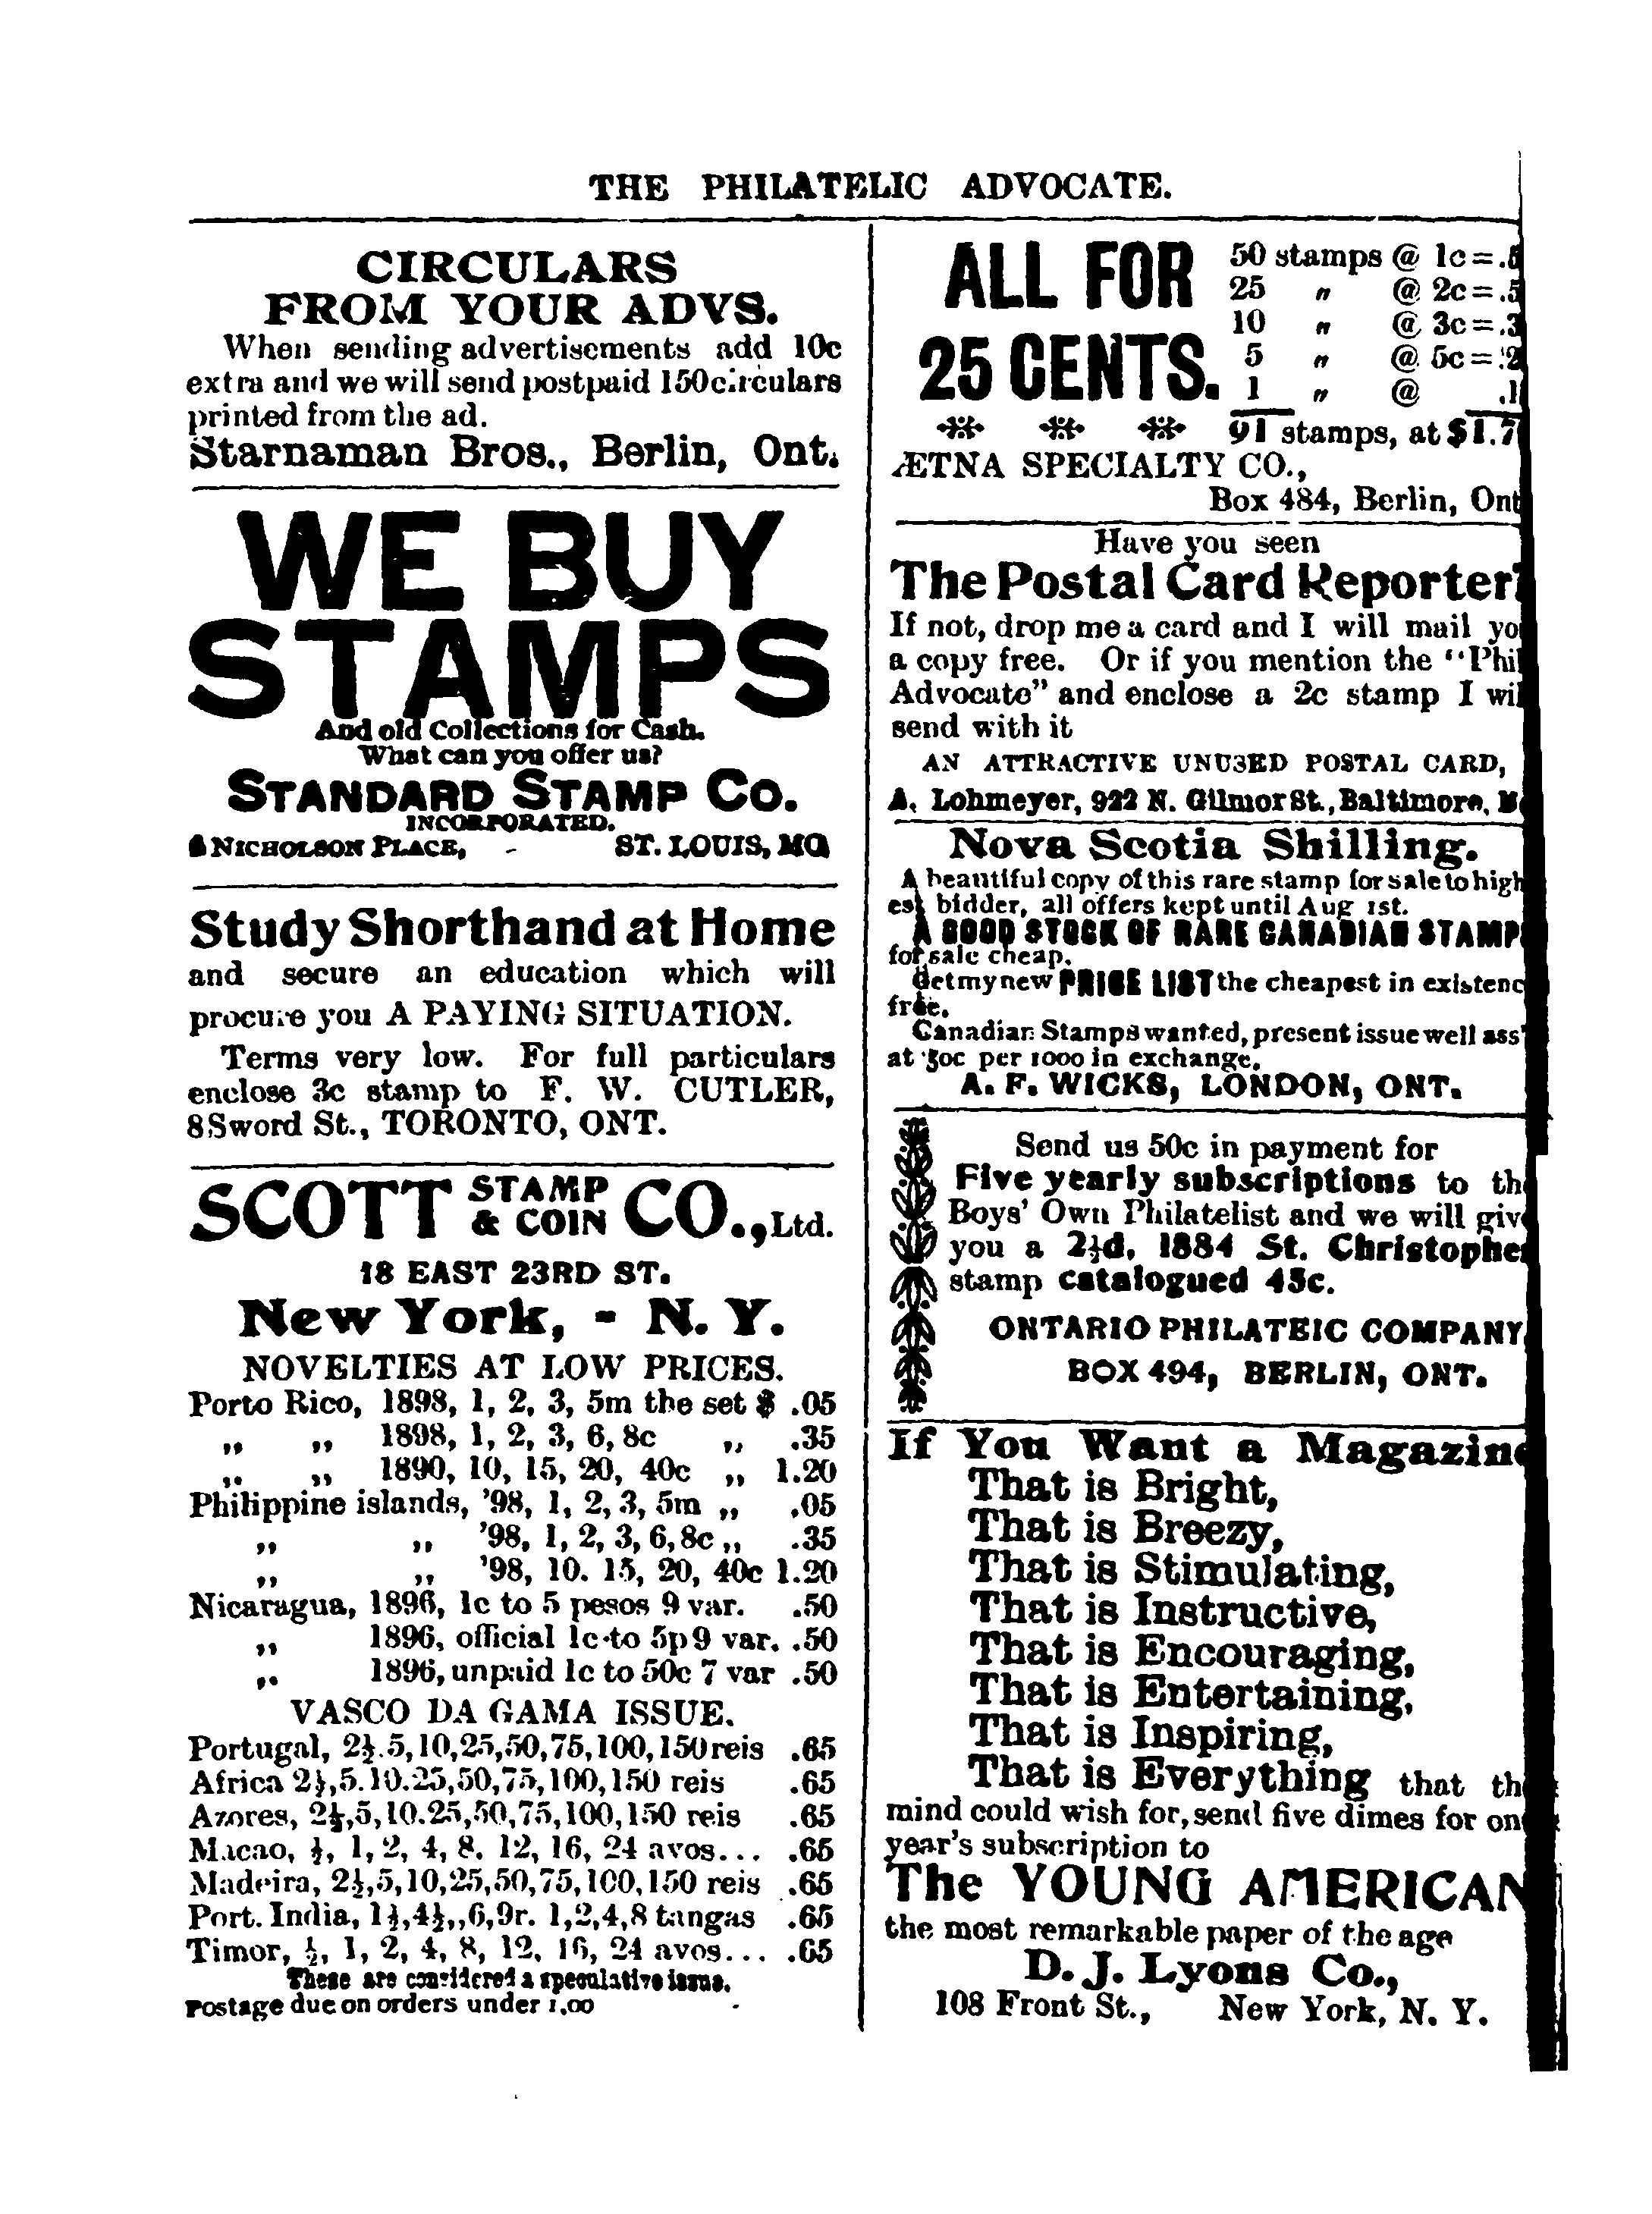 THE PHILATELIC ADVOCATE.
CIRCULARS
FROM YOUR ADVS.
When sending advertisements add 10c
extra and we will send postpaid 150 circulars
printed from the ad.
Starnaman Bros., Berlin, Ont.
WE BUY
STAMPS
And old Collections for Cash.
What can you offer us?
STANDARD STAMP CO.
INCORPORATED.
NICHOLSON PLACE, - ST. LOUIS, MO
Study Shorthand at Home
and secure an education which will
procure you A PAYING SITUATION.
Terms very low. For full particulars
enclose 3c stamp to F. W. CUTLER,
8 Sword St., TORONTO, ONT.
SCOTT STAMP & COIN CO., Ltd.
18 EAST 23RD ST.
New York, - N. Y.
NOVELTIES AT LOW PRICES.
Porto Rico, 1898, 1, 2, 3, 5m the set $ .05
„ „ 1898, 1, 2, 3, 6, 8c „ .35
„ „ 1890, 10, 15, 20, 40c „ 1.20
Philippine islands, '98, 1, 2, 3, 5m „ .05
„ „ '98, 1, 2, 3, 6, 8c „ .35
„ „ '98, 10. 15, 20, 40c 1.20
Nicaragua, 1896, 1c to 5 pesos 9 var. .50
„ 1896, official 1c to 5p 9 var. .50
„ 1896, unpaid 1c to 50c 7 var .50
VASCO DA GAMA ISSUE.
Portugal, 2½.5,10,25,50,75,100,150 reis .65
Africa 2½,5.10.25,50,75,100,150 reis .65
Azores, 2½,5,10.25,50,75,100,150 reis .65
Macao, ½, 1, 2, 4, 8. 12, 16, 24 avos... .65
Madeira, 2½,5,10,25,50,75,100,150 reis .65
Port. India, 1½,4½,,6,9r. 1,2,4,8 tangas .65
Timor, ½, 1, 2, 4, 8, 12, 16, 24 avos... .65
These are considered a speculative issue.
Postage due on orders under 1.00
ALL FOR
25 CENTS.
50 stamps @ 1c = .5
25 " @ 2c = .5
10 " @ 3c = .3
5 " @ 5c = .2
1 " @ .1
91 stamps, at $1.7
ÆTNA SPECIALTY CO.,
Box 484, Berlin, Ont
Have you seen
The Postal Card Reporter?
If not, drop me a card and I will mail yo
a copy free. Or if you mention the "Phil
Advocate" and enclose a 2c stamp I wil
send with it
AN ATTRACTIVE UNUSED POSTAL CARD,
A. Lohmeyer, 922 N. Gilmor St., Baltimore, M
Nova Scotia Shilling.
A beautiful copy of this rare stamp for sale to high
est bidder, all offers kept until Aug 1st.
A GOOD STOCK OF RARE CANADIAN STAMP
for sale cheap.
Get my new PRICE LIST the cheapest in existenc
free.
Canadian Stamps wanted, present issue well ass
at 50c per 1000 in exchange.
A. F. WICKS, LONDON, ONT.
Send us 50c in payment for
Five yearly subscriptions to th
Boys' Own Philatelist and we will giv
you a 2½d, 1884 St. Christophe
stamp catalogued 45c.
ONTARIO PHILATEIC COMPANY
BOX 494, BERLIN, ONT.
If You Want a Magazine
That is Bright,
That is Breezy,
That is Stimulating,
That is Instructive,
That is Encouraging,
That is Entertaining,
That is Inspiring,
That is Everything that th
mind could wish for, send five dimes for on
year's subscription to
The YOUNG AMERICAN
the most remarkable paper of the age
D. J. Lyons Co.,
108 Front St., New York, N. Y.